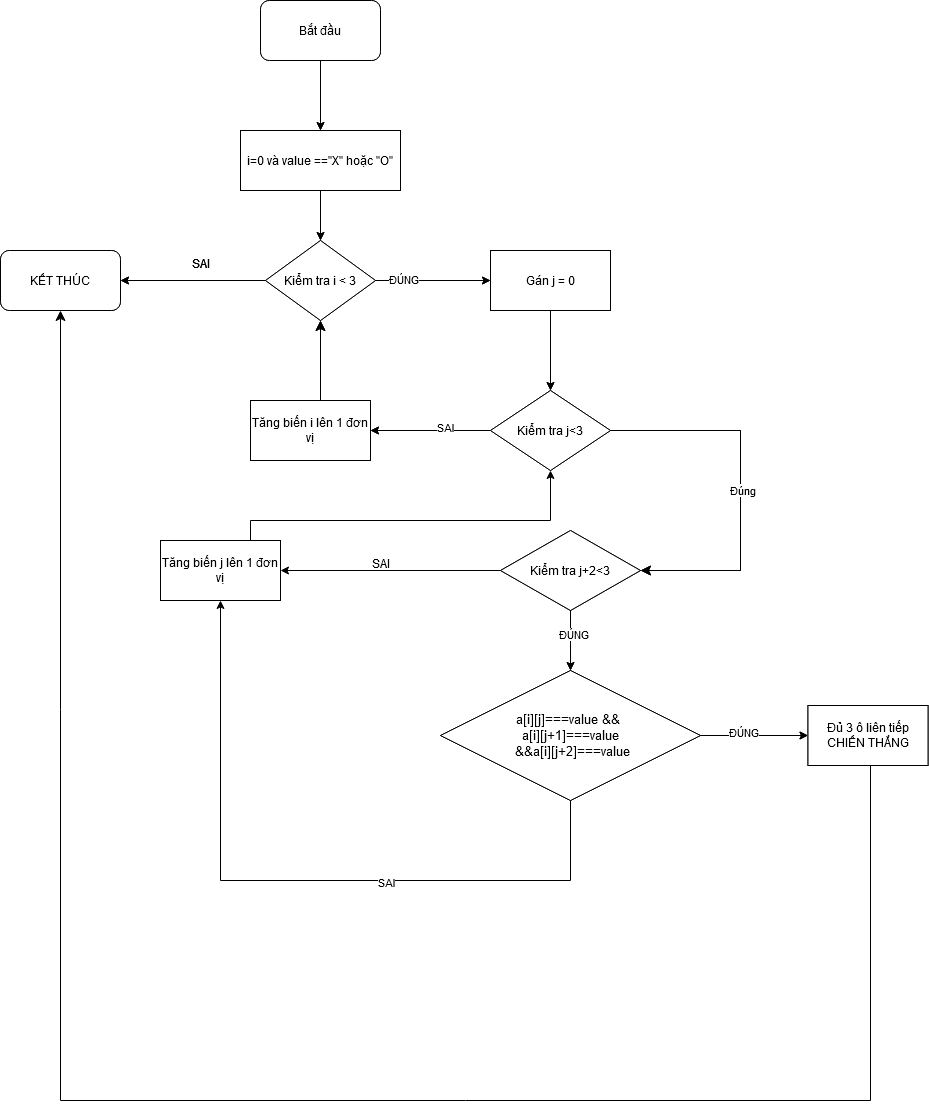 Bắt đầu
i=0 và value =="X" hoặc "O"
SAI
KẾT THÚC
Kiểm tra i < 3
ĐÚNG
Gán j = 0
Tăng biến i lên 1 đơn
vị
SAI
Kiểm tra j<3
Đúng
Tăng biến j lên 1 đơn
vị
SAI
Kiểm tra j+2<3
ĐÚNG
a[i][j]===value &&
a[i][j+1]===value
&&a[i][j+2]===value
ĐÚNG
Đủ 3 ô liên tiếp
CHIẾN THẮNG
SAI